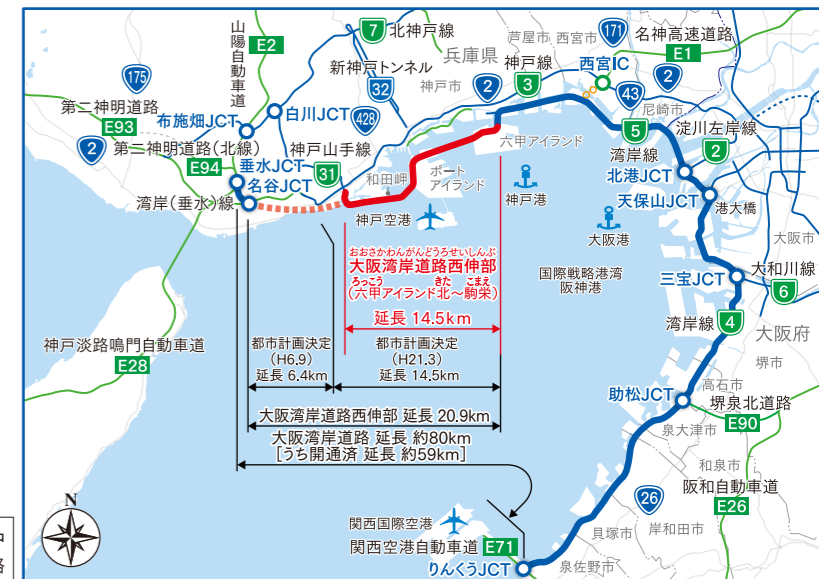 山陽自動車道
E2
7
北神戸線
兵庫県
芦屋市
西宮市
171
名神高速道路
E1
175
新神戸トンネル
32
神戸市
2
神戸線
3
西宮IC
43
2
尼崎市
第二神明道路
E93
布施畑JCT
白川JCT
428
2
第二神明道路(北線)
E94
垂水JCT
名谷JCT
神戸山手線
31
湾岸(垂水)線
和田岬
ポート
アイランド
六甲アイランド
神戸空港
神戸港
5
湾岸線
淀川左岸線
2
北港JCT
天保山JCT
港大橋
大阪市
大阪港
国際戦略港湾
阪神港
三宝JCT
大和川線
6
湾岸線
4
大阪府
堺市
おおさかわんがんどうろせいしんぶ
大阪湾岸道路西伸部
ろっこう きた こまえ
(六甲アイランド北〜駒栄)
延長 14.5km
都市計画決定
(H6.9)
延長 6.4km
都市計画決定
(H21.3)
延長 14.5km
大阪湾岸道路西伸部 延長 20.9km
大阪湾岸道路 延長 約80km
[うち開通済 延長 約59km]
神戸淡路鳴門自動車道
E28
高石市
助松JCT
堺泉北道路
E90
泉大津市
和泉市
阪和自動車道
E26
26
岸和田市
貝塚市
関西国際空港
関西空港自動車道
E71
りんくうJCT
泉佐野市
N